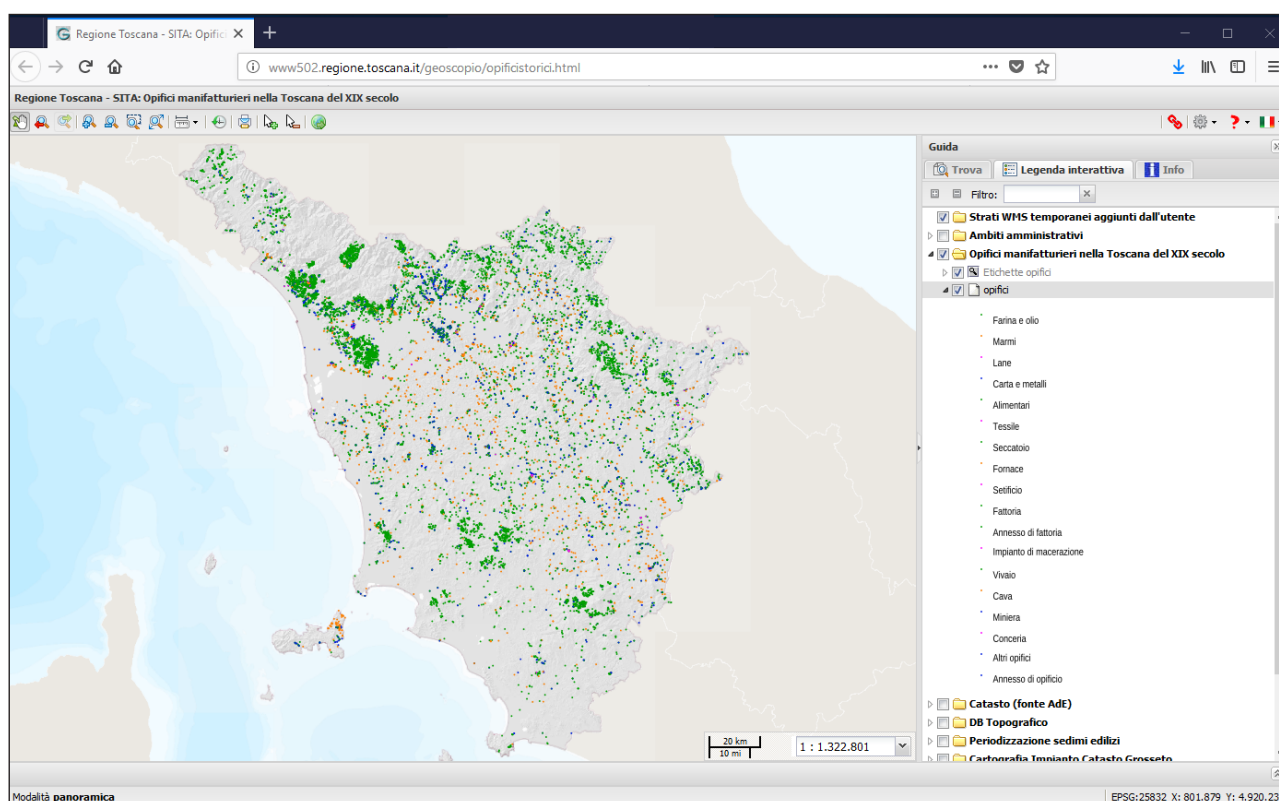 Regione Toscana - SITA: Opific
www502.regione.toscana.it/geoscopio/opificistorici.html
Regione Toscana - SITA: Opifici manifatturieri nella Toscana del XIX secolo
Guida
Trova Legenda interattiva Info
Filtro:
Strati WMS temporanei aggiunti dall'utente
Ambiti amministrativi
Opifici manifatturieri nella Toscana del XIX secolo
Etichette opifici
opifici
Farina e olio
Marmi
Lane
Carta e metalli
Alimentari
Tessile
Seccatoio
Fornace
Setificio
Fattoria
Annesso di fattoria
Impianto di macerazione
Vivaio
Cava
Miniera
Conceria
Altri opifici
Annesso di opificio
Catasto (fonte AdE)
DB Topografico
Periodizzazione sedimi edilizi
Cartografia Impianto Catasto Grosseto
20 km
10 mi
1 : 1.322.801
Modalità panoramica
EPSG:25832 X: 801.879 Y: 4.920.23